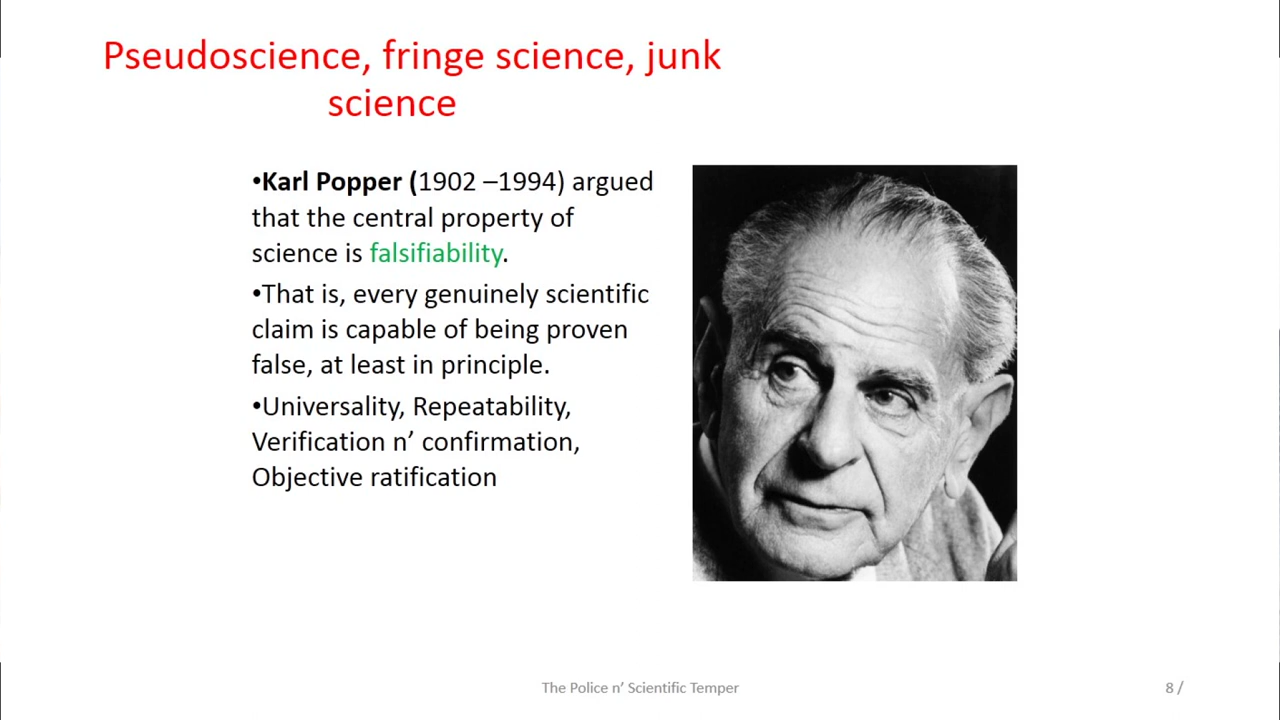 Pseudoscience, fringe science, junk
science
•Karl Popper (1902 –1994) argued
that the central property of
science is falsifiability.
•That is, every genuinely scientific
claim is capable of being proven
false, at least in principle.
•Universality, Repeatability,
Verification n’ confirmation,
Objective ratification
The Police n’ Scientific Temper
8 /